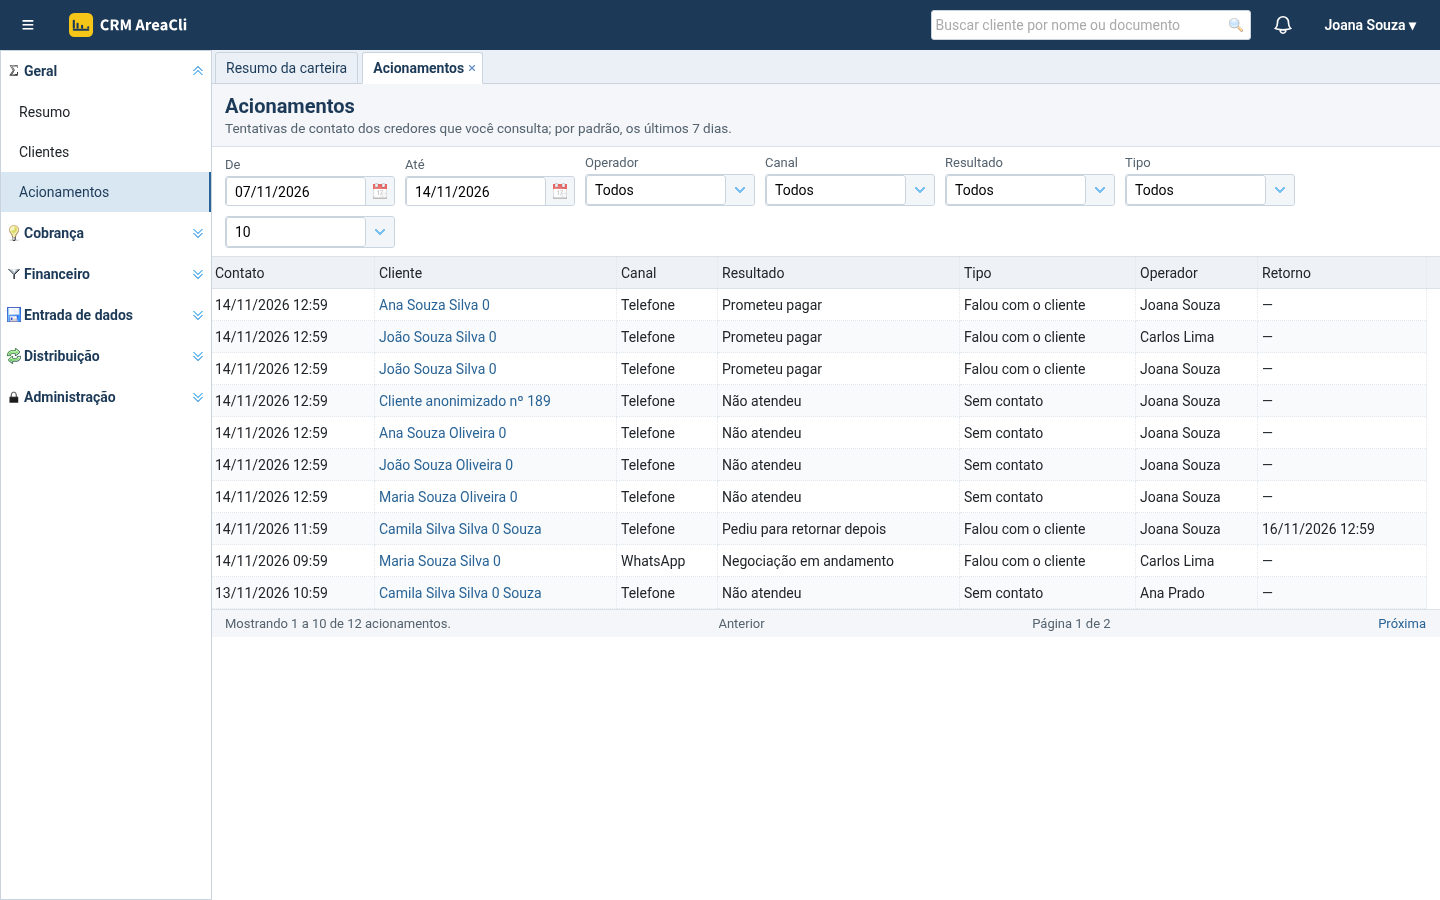 ≡ CRM AreaCli Buscar cliente por nome ou documento Joana Souza ▾
Geral
Resumo
Clientes
Acionamentos
Cobrança
Financeiro
Entrada de dados
Distribuição
Administração
Resumo da carteira Acionamentos ×
Acionamentos
Tentativas de contato dos credores que você consulta; por padrão, os últimos 7 dias.
De Até Operador Canal Resultado Tipo
07/11/2026 14/11/2026 Todos Todos Todos Todos
10
Contato Cliente Canal Resultado Tipo Operador Retorno
14/11/2026 12:59 Ana Souza Silva 0 Telefone Prometeu pagar Falou com o cliente Joana Souza —
14/11/2026 12:59 João Souza Silva 0 Telefone Prometeu pagar Falou com o cliente Carlos Lima —
14/11/2026 12:59 João Souza Silva 0 Telefone Prometeu pagar Falou com o cliente Joana Souza —
14/11/2026 12:59 Cliente anonimizado nº 189 Telefone Não atendeu Sem contato Joana Souza —
14/11/2026 12:59 Ana Souza Oliveira 0 Telefone Não atendeu Sem contato Joana Souza —
14/11/2026 12:59 João Souza Oliveira 0 Telefone Não atendeu Sem contato Joana Souza —
14/11/2026 12:59 Maria Souza Oliveira 0 Telefone Não atendeu Sem contato Joana Souza —
14/11/2026 11:59 Camila Silva Silva 0 Souza Telefone Pediu para retornar depois Falou com o cliente Joana Souza 16/11/2026 12:59
14/11/2026 09:59 Maria Souza Silva 0 WhatsApp Negociação em andamento Falou com o cliente Carlos Lima —
13/11/2026 10:59 Camila Silva Silva 0 Souza Telefone Não atendeu Sem contato Ana Prado —
Mostrando 1 a 10 de 12 acionamentos. Anterior Página 1 de 2 Próxima